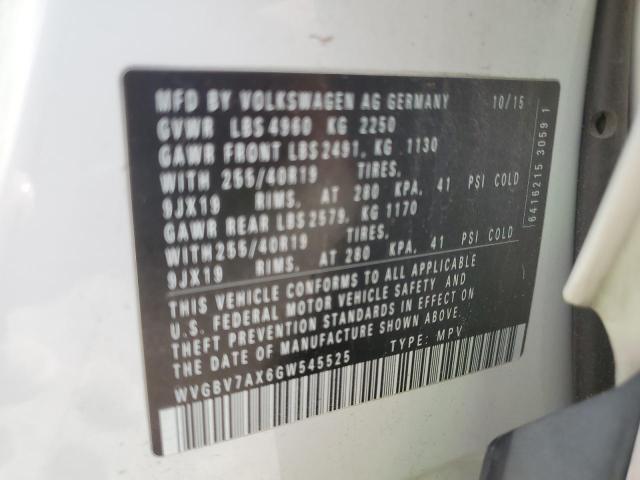 MFD BY VOLKSWAGEN AG GERMANY 10/15
GVWR LBS 4960 KG 2250
GAWR FRONT LBS 2491, KG 1130
WITH 255/40R19 TIRES,
9JX19 RIMS, AT 280 KPA, 41 PSI COLD
GAWR REAR LBS 2579, KG 1170
WITH 255/40R19 TIRES,
9JX19 RIMS, AT 280 KPA, 41 PSI COLD
THIS VEHICLE CONFORMS TO ALL APPLICABLE
U.S. FEDERAL MOTOR VEHICLE SAFETY AND
THEFT PREVENTION STANDARDS IN EFFECT ON
THE DATE OF MANUFACTURE SHOWN ABOVE.
WVGBV7AX6GW545525 TYPE: MPV
6416215 3059 1